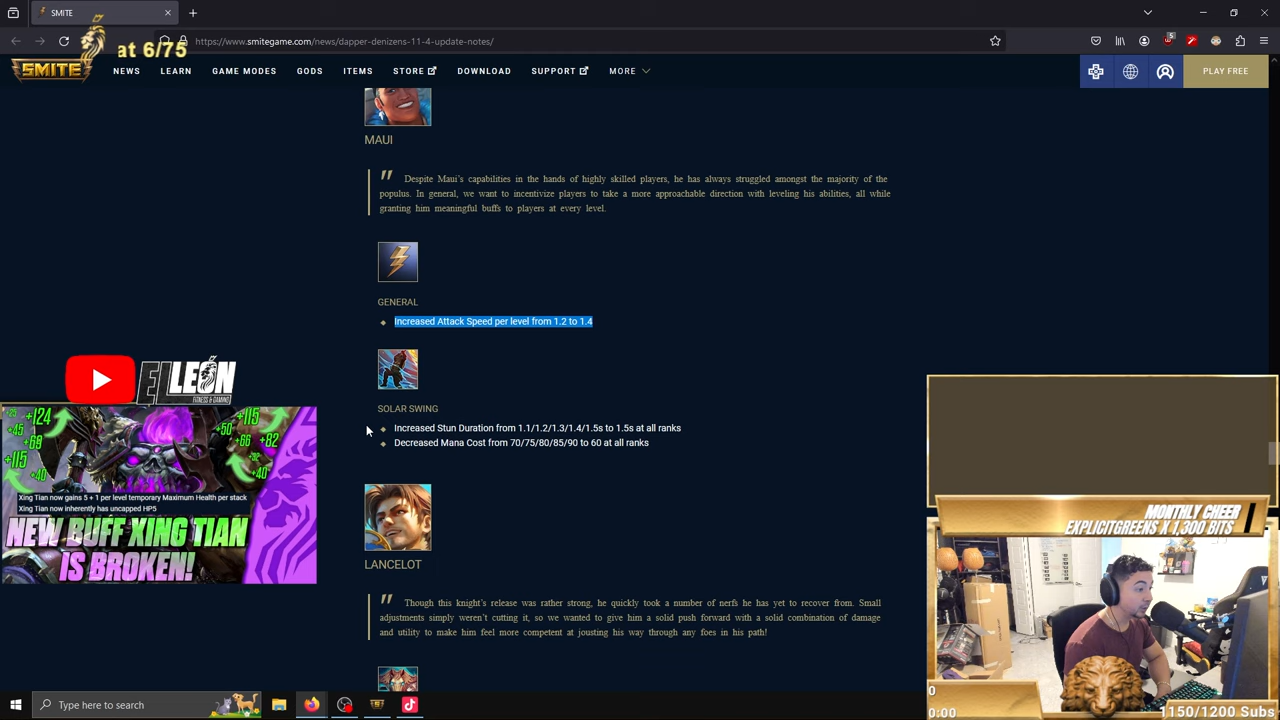 SMITE
https://www.smitegame.com/news/dapper-denizens-11-4-update-notes/
at 6/75
SMITE
NEWS
LEARN
GAME MODES
GODS
ITEMS
STORE
DOWNLOAD
SUPPORT
MORE
PLAY FREE
MAUI
" Despite Maui's capabilities in the hands of highly skilled players, he has always struggled amongst the majority of the
populus. In general, we want to incentivize players to take a more approachable direction with leveling his abilities, all while
granting him meaningful buffs to players at every level.
GENERAL
Increased Attack Speed per level from 1.2 to 1.4
SOLAR SWING
Increased Stun Duration from 1.1/1.2/1.3/1.4/1.5s to 1.5s at all ranks
Decreased Mana Cost from 70/75/80/85/90 to 60 at all ranks
LANCELOT
" Though this knight's release was rather strong, he quickly took a number of nerfs he has yet to recover from. Small
adjustments simply weren't cutting it, so we wanted to give him a solid push forward with a solid combination of damage
and utility to make him feel more competent at jousting his way through any foes in his path!
EL LEON
FITNESS & GAMING
+124
+45
+69
+115
+40
+115
+50
+66
+82
+40
Xing Tian now gains 5 + 1 per level temporary Maximum Health per stack
Xing Tian now inherently has uncapped HP5
NEW BUFF XING TIAN
IS BROKEN!
MONTHLY CHEER
EXPLICITGREENS X 1,300 BITS
0
0:00
1150/1200 Subs
Type here to search